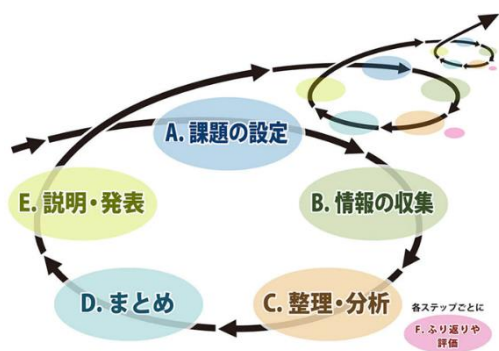 A. 課題の設定
B. 情報の収集
C. 整理・分析
D. まとめ
E. 説明・発表
各ステップごとに
F. ふり返りや
評価